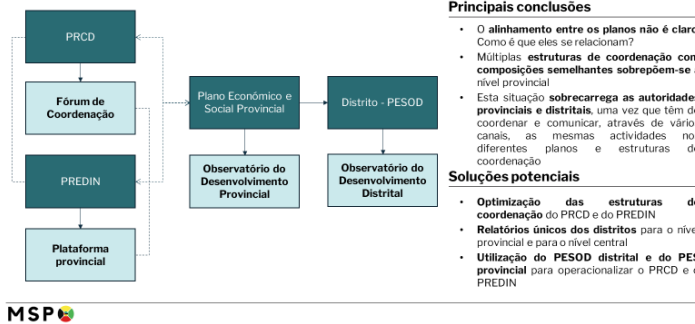 PRCD
Fórum de
Coordenação
PREDIN
Plataforma
provincial
Plano Económico e
Social Provincial
Observatório do
Desenvolvimento
Provincial
Distrito - PESOD
Observatório do
Desenvolvimento
Distrital
Principais conclusões
• O alinhamento entre os planos não é claro
Como é que eles se relacionam?
• Múltiplas estruturas de coordenação com
composições semelhantes sobrepõem-se a
nível provincial
• Esta situação sobrecarrega as autoridades
provinciais e distritais, uma vez que têm de
coordenar e comunicar, através de vário
canais, as mesmas actividades no
diferentes planos e estruturas de
coordenação
Soluções potenciais
• Optimização das estruturas de
coordenação do PRCD e do PREDIN
• Relatórios únicos dos distritos para o níve
provincial e para o nível central
• Utilização do PESOD distrital e do PES
provincial para operacionalizar o PRCD e o
PREDIN
MSP